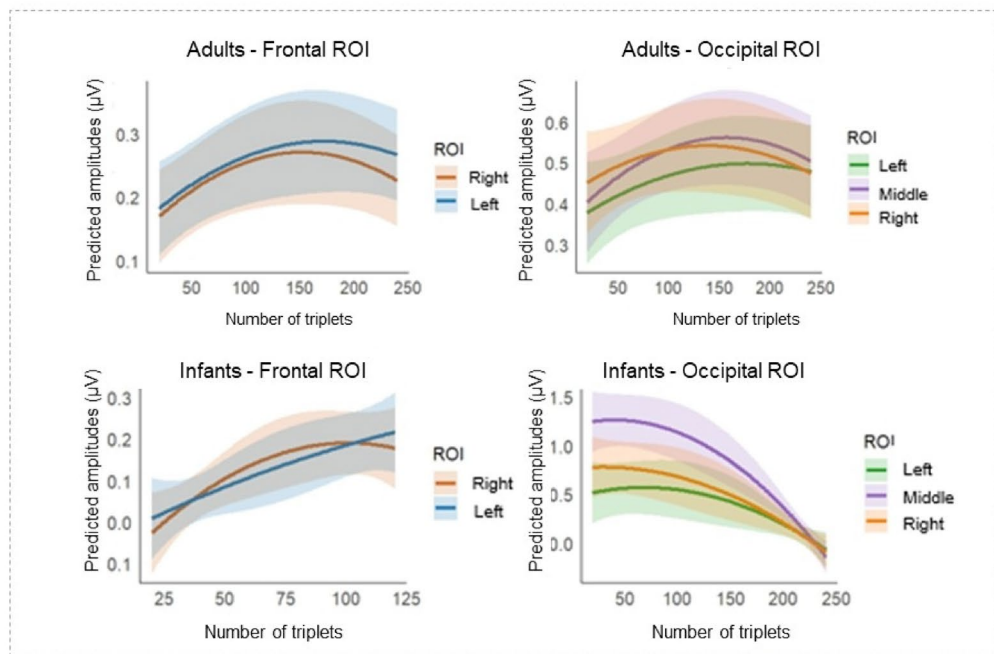 Adults - Frontal ROI
Predicted amplitudes (µV)
0.3
0.2
0.1
50 100 150 200 250
Number of triplets
ROI
Right
Left
Adults - Occipital ROI
Predicted amplitudes (µV)
0.6
0.5
0.4
0.3
50 100 150 200 250
Number of triplets
ROI
Left
Middle
Right
Infants - Frontal ROI
Predicted amplitudes (µV)
0.3
0.2
0.1
0.0
0.1
25 50 75 100 125
Number of triplets
ROI
Right
Left
Infants - Occipital ROI
Predicted amplitudes (µV)
1.5
1.0
0.5
0.0
50 100 150 200 250
Number of triplets
ROI
Left
Middle
Right